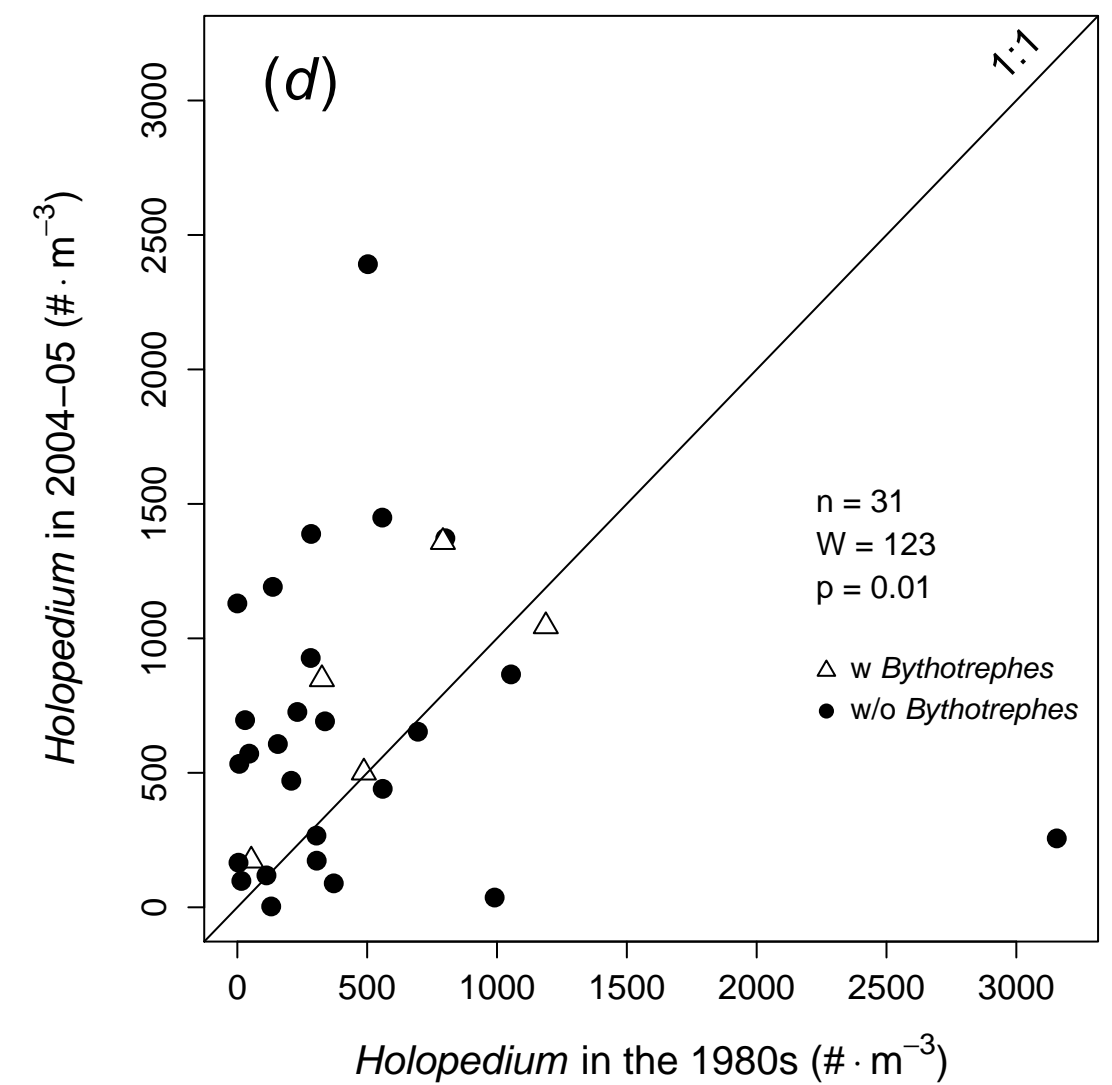 (d)
1:1
Holopedium in 2004–05 (# · m⁻³)
3000
2500
2000
1500
1000
500
0
n = 31
W = 123
p = 0.01
w Bythotrephes
w/o Bythotrephes
0 500 1000 1500 2000 2500 3000
Holopedium in the 1980s (# · m⁻³)